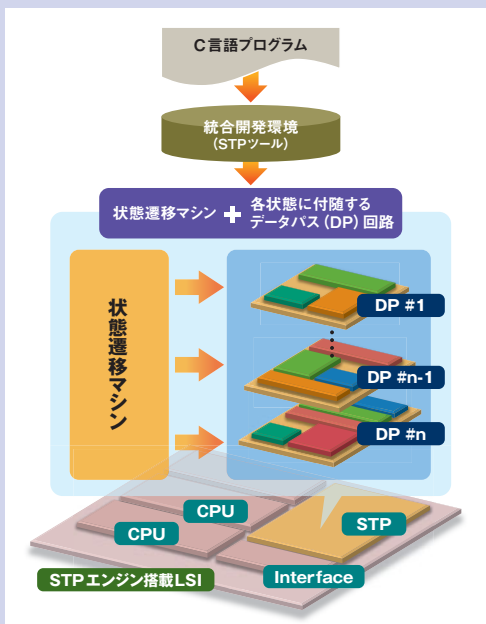 C言語プログラム
統合開発環境
(STPツール)
状態遷移マシン + 各状態に付随する
データパス(DP)回路
状態遷移マシン
DP #1
DP #n-1
DP #n
CPU
CPU
STP
Interface
STPエンジン搭載LSI